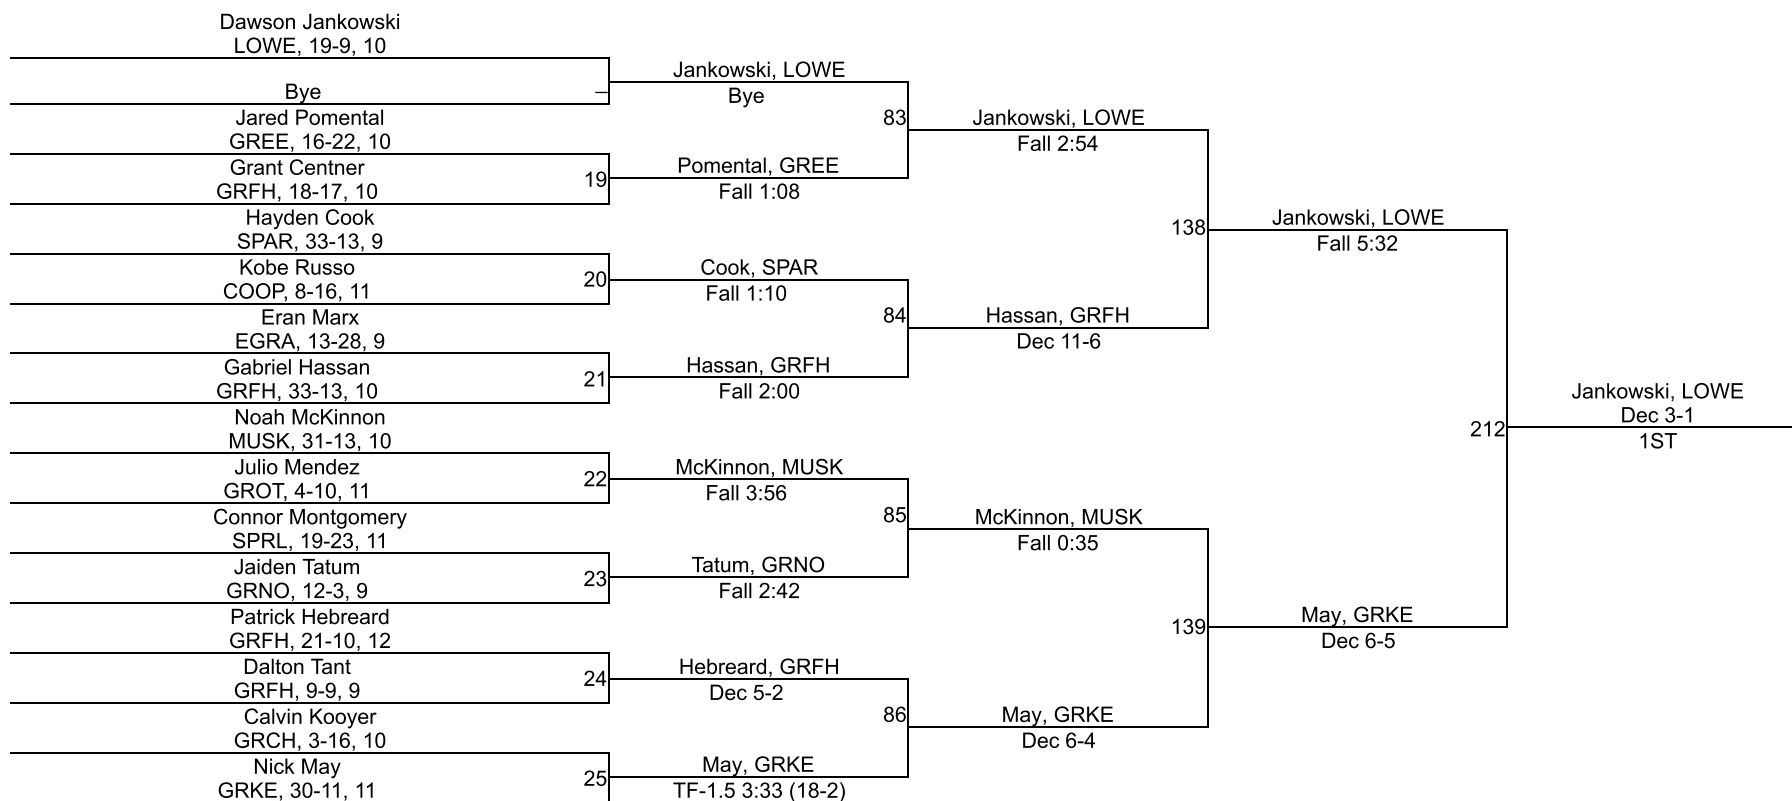 Dawson Jankowski
LOWE, 19-9, 10
Bye
–
Jared Pomental
GREE, 16-22, 10
Grant Centner
GRFH, 18-17, 10
19
Hayden Cook
SPAR, 33-13, 9
Kobe Russo
COOP, 8-16, 11
20
Eran Marx
EGRA, 13-28, 9
Gabriel Hassan
GRFH, 33-13, 10
21
Noah McKinnon
MUSK, 31-13, 10
Julio Mendez
GROT, 4-10, 11
22
Connor Montgomery
SPRL, 19-23, 11
Jaiden Tatum
GRNO, 12-3, 9
23
Patrick Hebreard
GRFH, 21-10, 12
Dalton Tant
GRFH, 9-9, 9
24
Calvin Kooyer
GRCH, 3-16, 10
Nick May
GRKE, 30-11, 11
25
Jankowski, LOWE
Bye
83
Pomental, GREE
Fall 1:08
Cook, SPAR
Fall 1:10
84
Hassan, GRFH
Fall 2:00
McKinnon, MUSK
Fall 3:56
85
Tatum, GRNO
Fall 2:42
Hebreard, GRFH
Dec 5-2
86
May, GRKE
TF-1.5 3:33 (18-2)
Jankowski, LOWE
Fall 2:54
138
Hassan, GRFH
Dec 11-6
McKinnon, MUSK
Fall 0:35
139
May, GRKE
Dec 6-4
Jankowski, LOWE
Fall 5:32
212
May, GRKE
Dec 6-5
Jankowski, LOWE
Dec 3-1
1ST